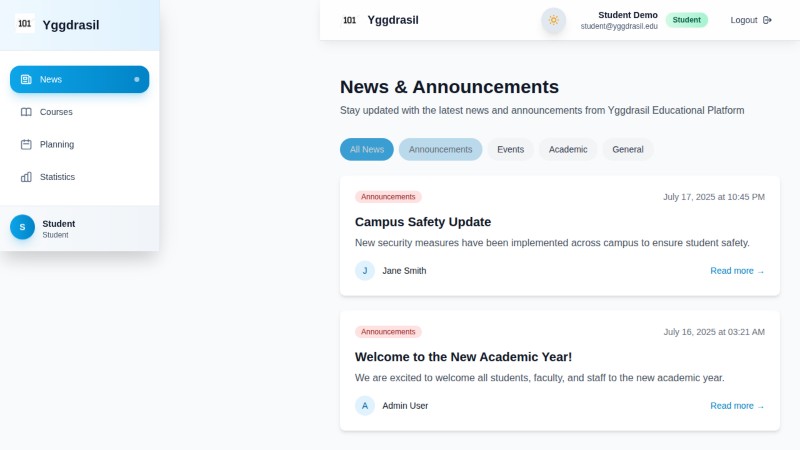 101 Yggdrasil
News
Courses
Planning
Statistics
S Student
Student
101 Yggdrasil
Student Demo
student@yggdrasil.edu
Student
Logout
News & Announcements
Stay updated with the latest news and announcements from Yggdrasil Educational Platform
All News Announcements Events Academic General
Announcements July 17, 2025 at 10:45 PM
Campus Safety Update
New security measures have been implemented across campus to ensure student safety.
J Jane Smith Read more →
Announcements July 16, 2025 at 03:21 AM
Welcome to the New Academic Year!
We are excited to welcome all students, faculty, and staff to the new academic year.
A Admin User Read more →